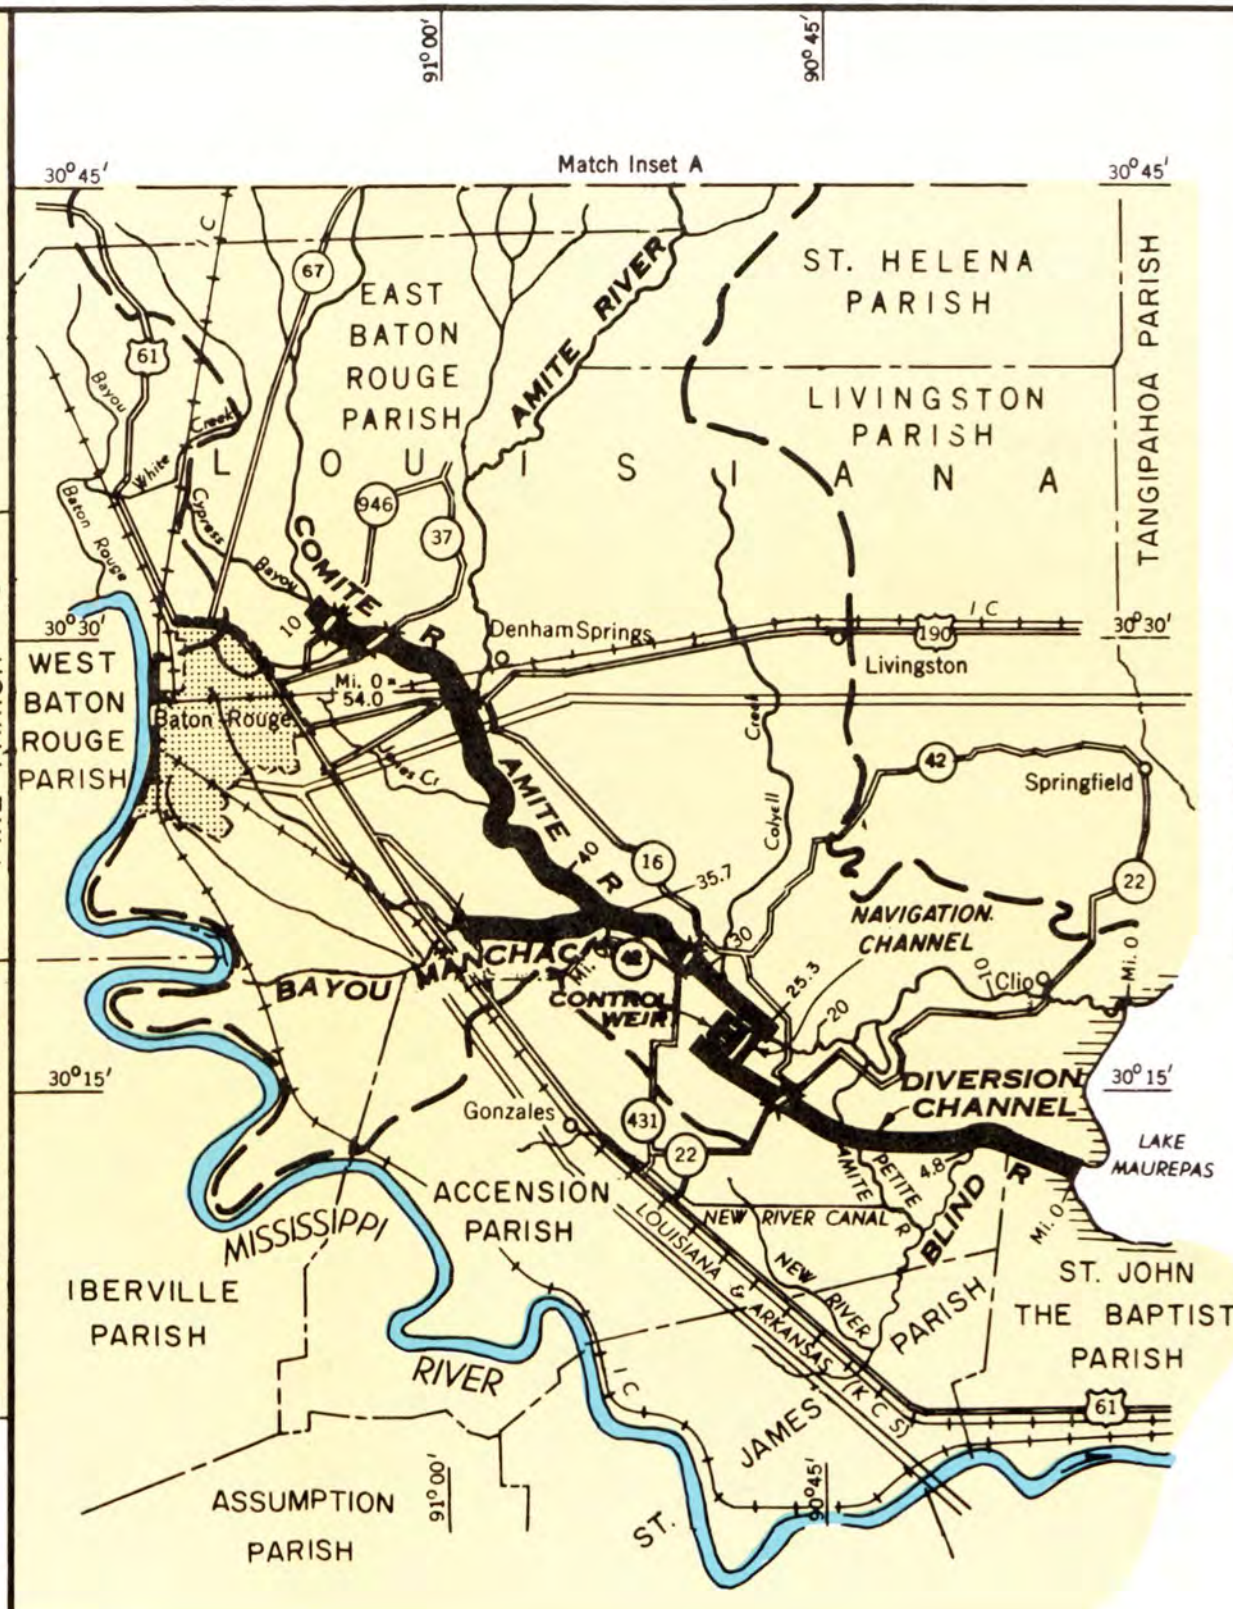 91° 00'
90° 45'
Match Inset A
30° 45'
30° 45'
I C
67
EAST
BATON
ROUGE
PARISH
AMITE RIVER
ST. HELENA
PARISH
TANGIPAHOA PARISH
61
Bayou
LIVINGSTON
PARISH
White
Creek
LOUISIANA
Baton Rouge
Cypress
Bayou
946
37
COMITE R
10
I C
30° 30'
Denham Springs
190
30° 30'
Livingston
WEST
BATON
ROUGE
PARISH
Mi. 0 =
54.0
Baton Rouge
Jones Cr.
Creek
Colyell
42
Springfield
AMITE R
40
16
35.7
22
NAVIGATION
CHANNEL
30
BAYOU MANCHAC
Mi. 0
42
CONTROL
WEIR
25.3
20
10
Clio
Mi. 0
30° 15'
DIVERSION
CHANNEL
30° 15'
Gonzales
431
22
LAKE
MAUREPAS
ACCENSION
PARISH
PETITE
AMITE R
4.8
BLIND R
Mi. 0
NEW RIVER CANAL
MISSISSIPPI
RIVER
LOUISIANA & ARKANSAS (K C S)
NEW
RIVER
IBERVILLE
PARISH
ST. JOHN
THE BAPTIST
PARISH
I C
61
ST. JAMES PARISH
ASSUMPTION
PARISH
91° 00'
90° 45'